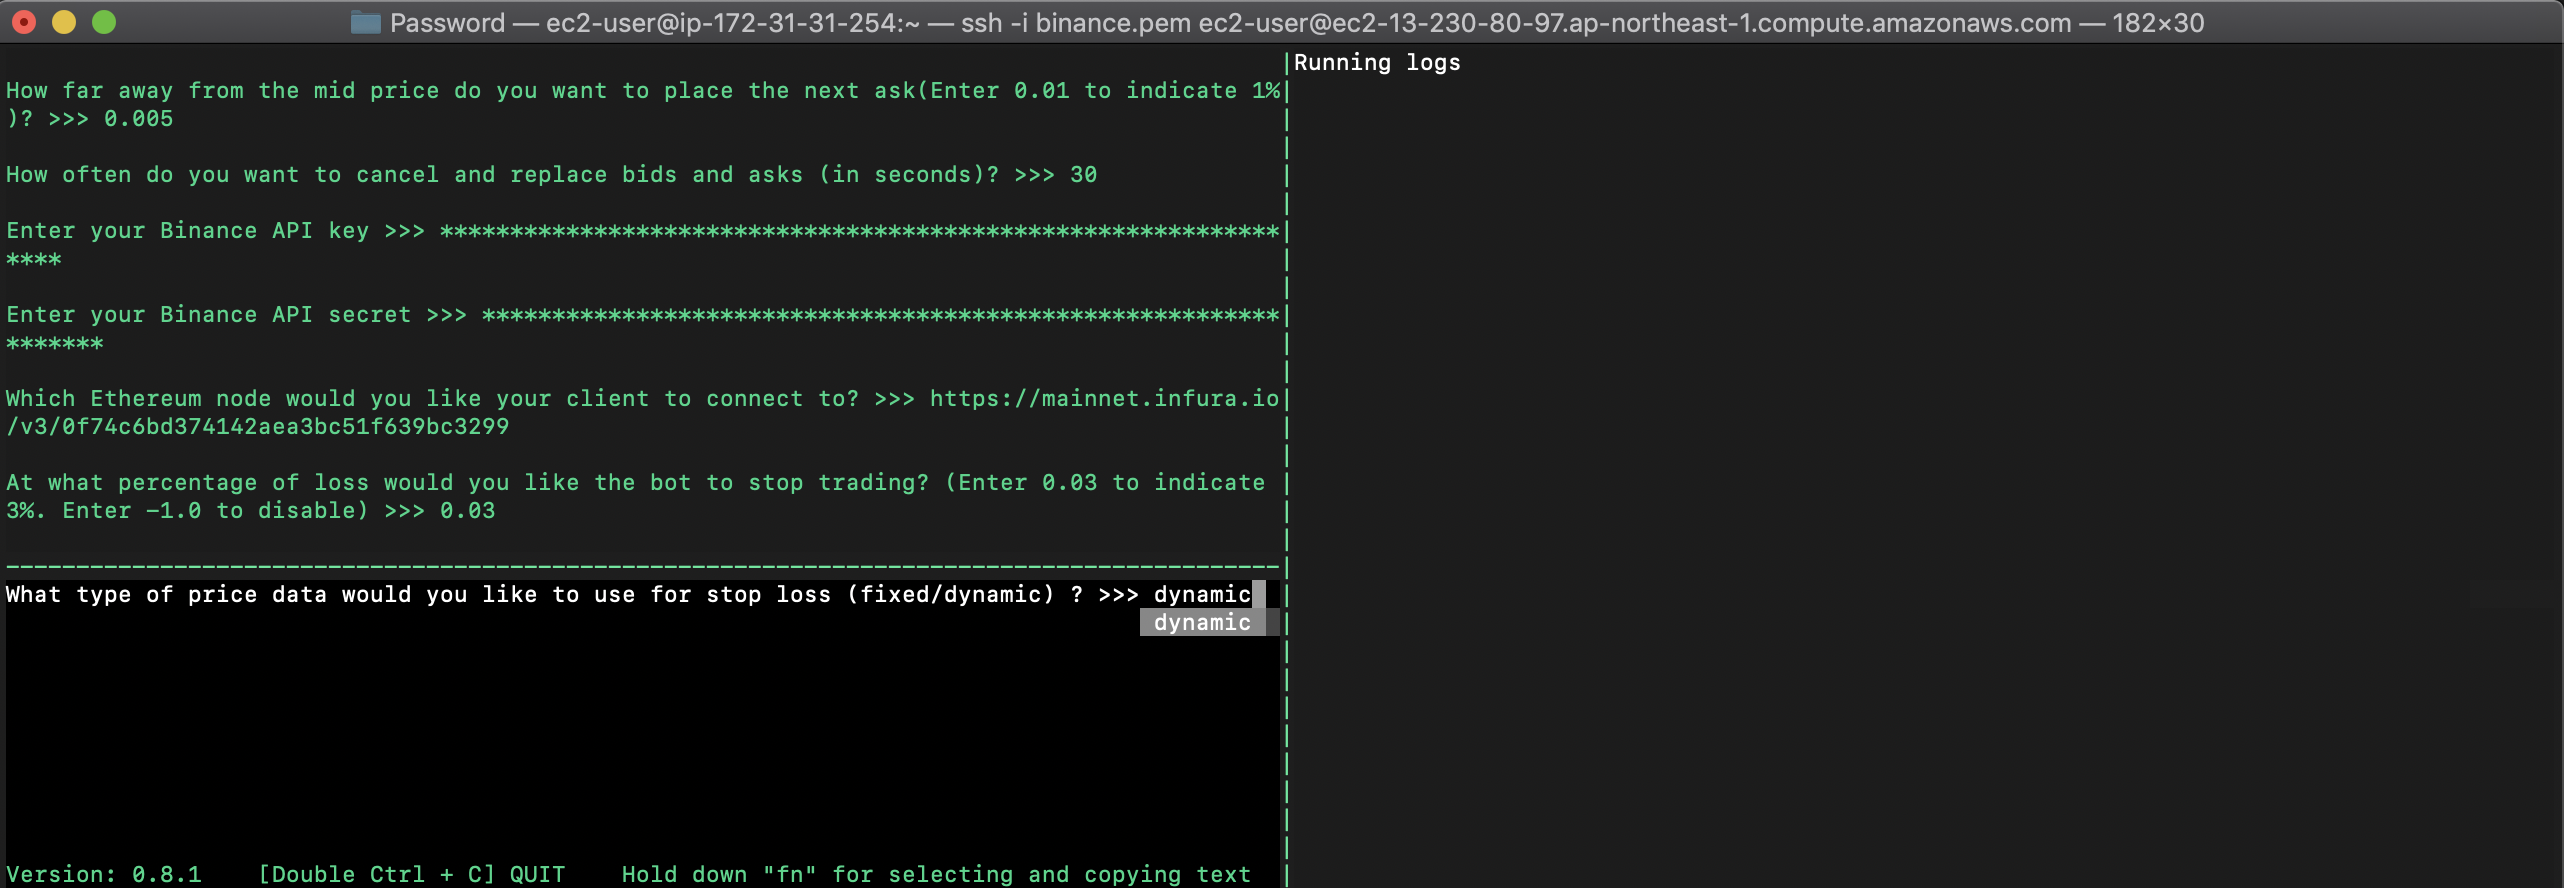 Password — ec2-user@ip-172-31-31-254:~ — ssh -i binance.pem ec2-user@ec2-13-230-80-97.ap-northeast-1.compute.amazonaws.com — 182×30
How far away from the mid price do you want to place the next ask(Enter 0.01 to indicate 1%
)? >>> 0.005
How often do you want to cancel and replace bids and asks (in seconds)? >>> 30
Enter your Binance API key >>> ************************************************************
****
Enter your Binance API secret >>> *********************************************************
*******
Which Ethereum node would you like your client to connect to? >>> https://mainnet.infura.io
/v3/0f74c6bd374142aea3bc51f639bc3299
At what percentage of loss would you like the bot to stop trading? (Enter 0.03 to indicate
3%. Enter -1.0 to disable) >>> 0.03
-------------------------------------------------------------------------------------------
What type of price data would you like to use for stop loss (fixed/dynamic) ? >>> dynamic
dynamic
Version: 0.8.1    [Double Ctrl + C] QUIT    Hold down "fn" for selecting and copying text
Running logs